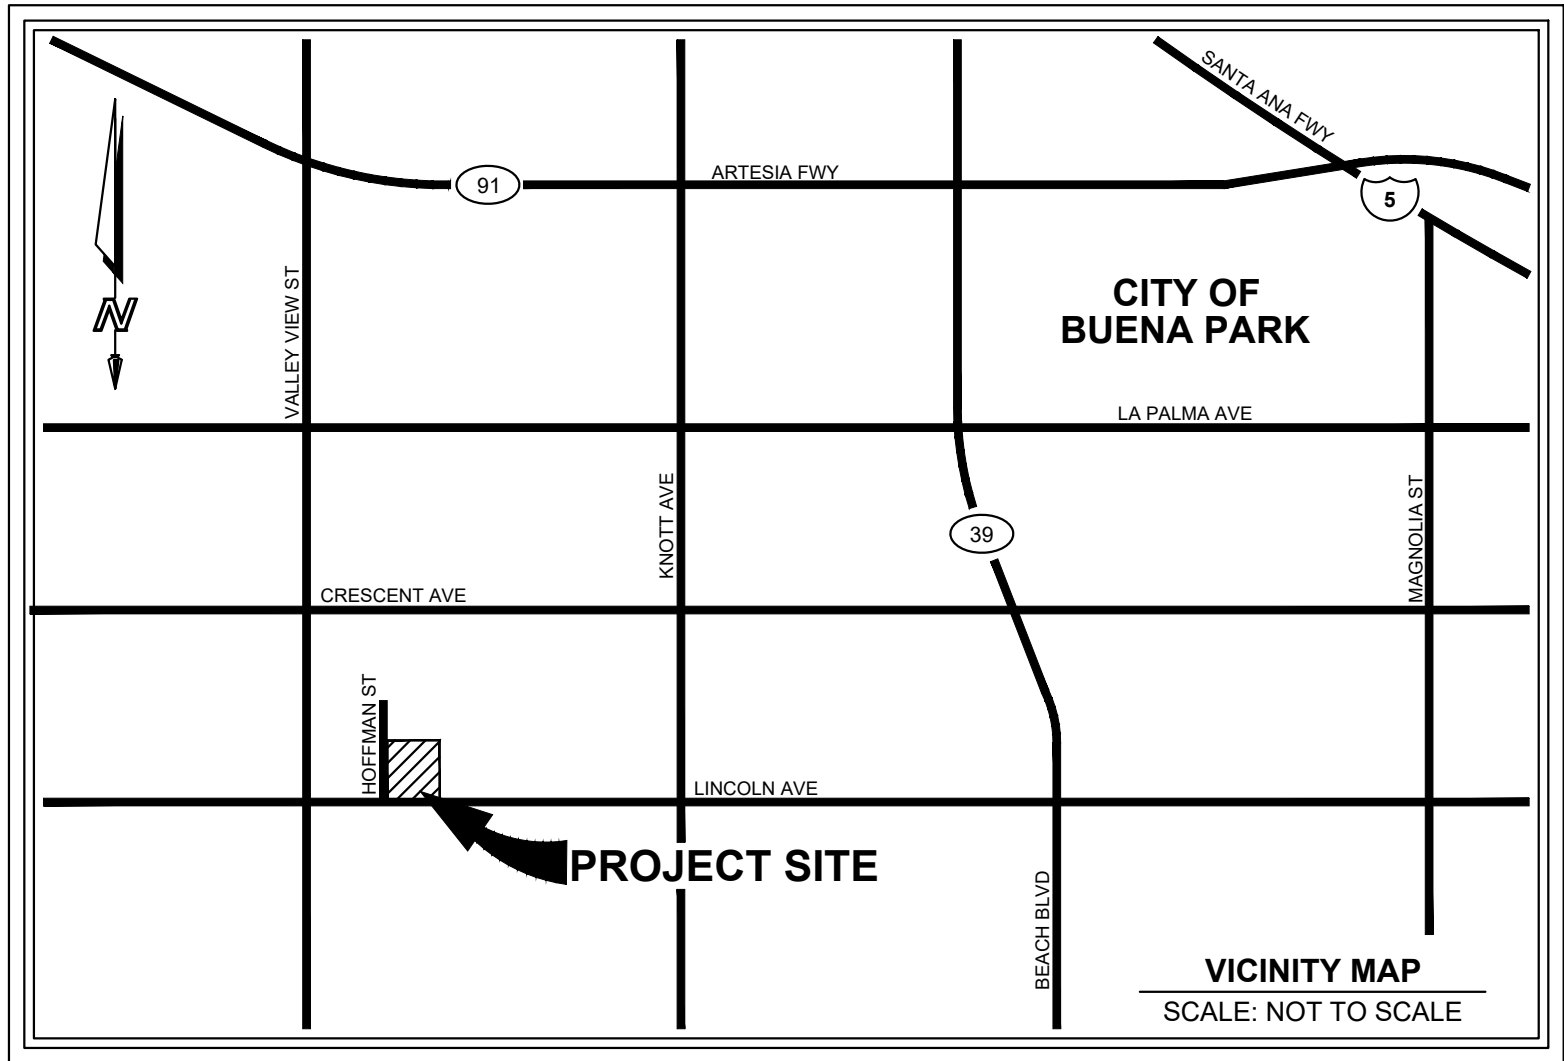 SANTA ANA FWY
ARTESIA FWY
91
5
N
VALLEY VIEW ST
CITY OF
BUENA PARK
LA PALMA AVE
KNOTT AVE
39
MAGNOLIA ST
CRESCENT AVE
HOFFMAN ST
LINCOLN AVE
PROJECT SITE
BEACH BLVD
VICINITY MAP
SCALE: NOT TO SCALE